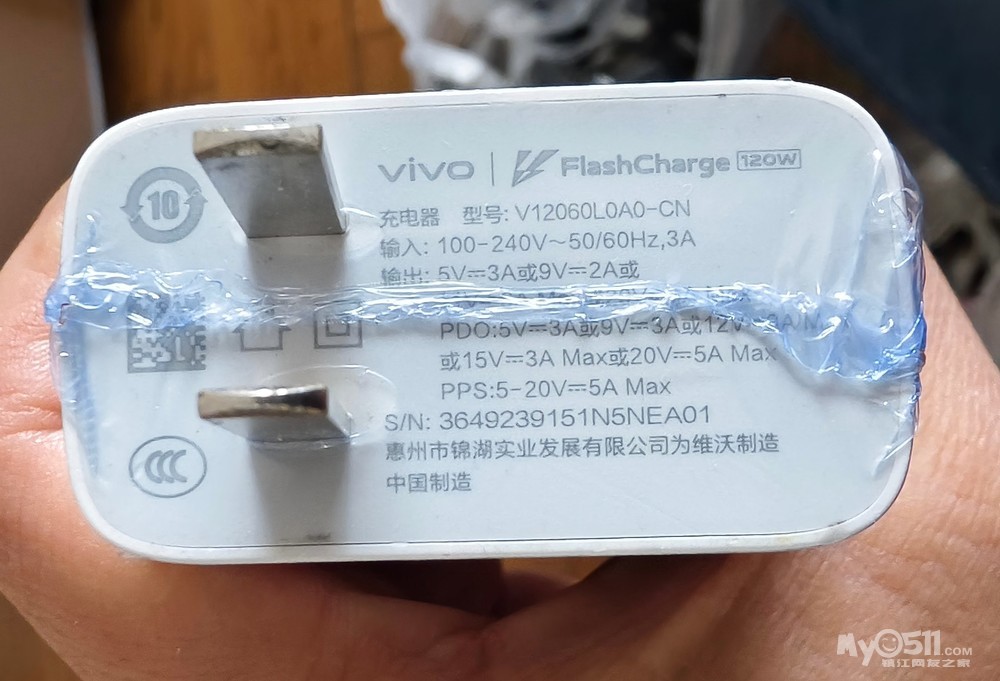 vivo | FlashCharge 120W
10
充电器 型号: V12060L0A0-CN
输入: 100-240V~50/60Hz,3A
输出: 5V⎓3A或9V⎓2A或
PDO:5V⎓3A或9V⎓3A或12V
或15V⎓3A Max或20V⎓5A Max
PPS:5-20V⎓5A Max
S/N: 3649239151N5NEA01
惠州市锦湖实业发展有限公司为维沃制造
中国制造
CCC
My0511.COM
镇江网友之家